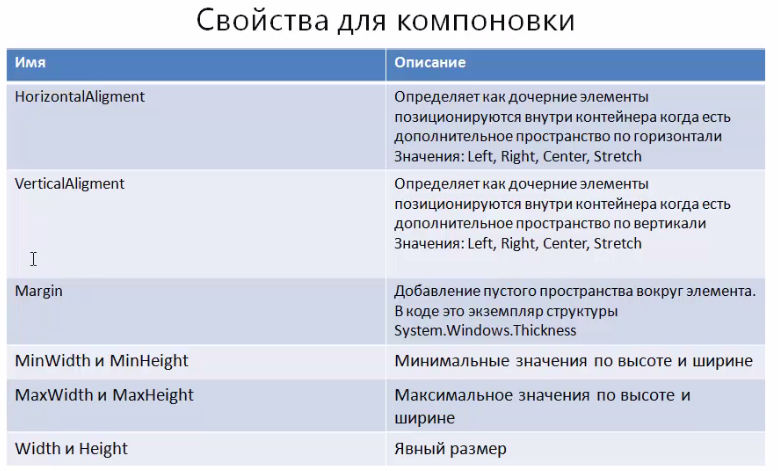 Свойства для компоновки
Имя
Описание
HorizontalAligment
Определяет как дочерние элементы
позиционируются внутри контейнера когда есть
дополнительное пространство по горизонтали
Значения: Left, Right, Center, Stretch
VerticalAligment
Определяет как дочерние элементы
позиционируются внутри контейнера когда есть
дополнительное пространство по вертикали
Значения: Left, Right, Center, Stretch
Margin
Добавление пустого пространства вокруг элемента.
В коде это экземпляр структуры
System.Windows.Thickness
MinWidth и MinHeight
Минимальные значения по высоте и ширине
MaxWidth и MaxHeight
Максимальное значения по высоте и
ширине
Width и Height
Явный размер